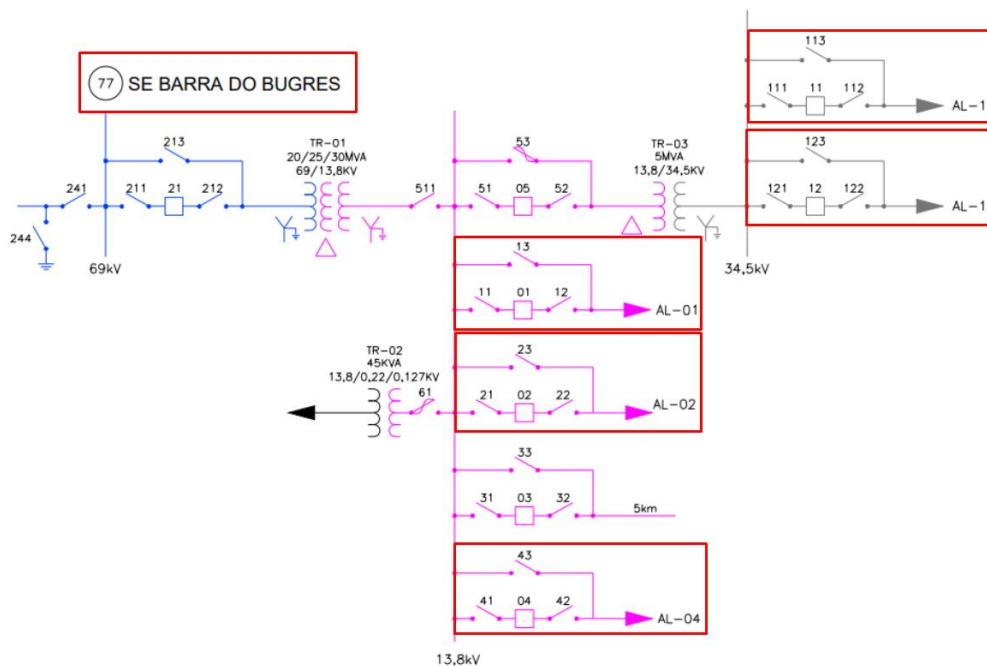 77 SE BARRA DO BUGRES
113
111 11 112
AL-1
213
241 211 21 212
244
69kV
TR-01
20/25/30MVA
69/13,8KV
511
53
51 05 52
TR-03
5MVA
13,8/34,5KV
123
121 12 122
AL-1
34,5kV
13
11 01 12
AL-01
TR-02
45KVA
13,8/0,22/0,127KV
61
23
21 02 22
AL-02
33
31 03 32
5km
43
41 04 42
AL-04
13,8kV